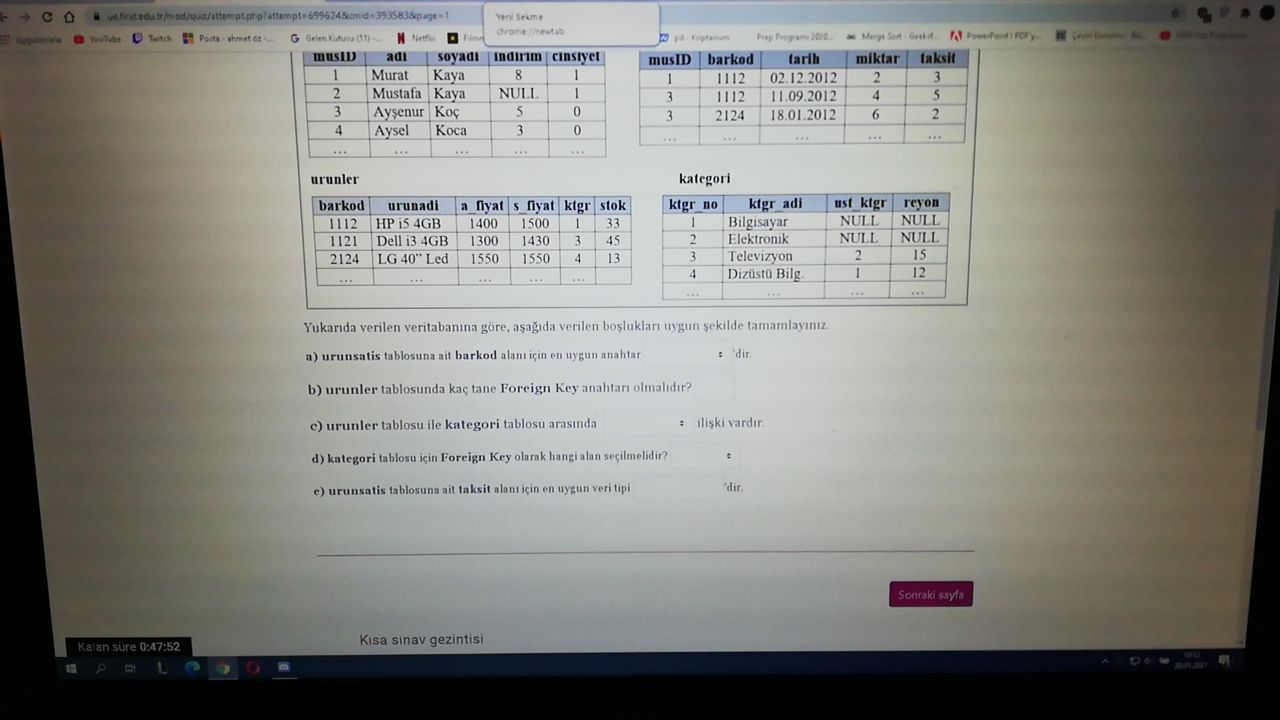 ue.firat.edu.tr/mod/quiz/attempt.php?attempt=699624&cmid=393583&page=1
Yeni Sekme
chrome://newtab
Uygulamalar YouTube Twitch Posta - ahmet öz -... Gelen Kutusu (11) -... Netflix pd - Kriptarium Prep Programı 2020... Merge Sort - Geeksf... PowerPoint'i PDF'y...
musID adi soyadi indirim cinsiyet
1 Murat Kaya 8 1
2 Mustafa Kaya NULL 1
3 Ayşenur Koç 5 0
4 Aysel Koca 3 0
... ... ... ... ...
musID barkod tarih miktar taksit
1 1112 02.12.2012 2 3
3 1112 11.09.2012 4 5
3 2124 18.01.2012 6 2
... ... ... ... ...
urunler
barkod urunadi a_fiyat s_fiyat ktgr stok
1112 HP i5 4GB 1400 1500 1 33
1121 Dell i3 4GB 1300 1430 3 45
2124 LG 40” Led 1550 1550 4 13
... ... ... ... ...
kategori
ktgr_no ktgr_adi ust_ktgr reyon
1 Bilgisayar NULL NULL
2 Elektronik NULL NULL
3 Televizyon 2 15
4 Dizüstü Bilg. 1 12
... ... ... ...
Yukarıda verilen veritabanına göre, aşağıda verilen boşlukları uygun şekilde tamamlayınız.
a) urunsatis tablosuna ait barkod alanı için en uygun anahtar 'dir.
b) urunler tablosunda kaç tane Foreign Key anahtarı olmalıdır?
c) urunler tablosu ile kategori tablosu arasında ilişki vardır.
d) kategori tablosu için Foreign Key olarak hangi alan seçilmelidir?
e) urunsatis tablosuna ait taksit alanı için en uygun veri tipi 'dir.
Sonraki sayfa
Kısa sınav gezintisi
Kalan süre 0:47:52